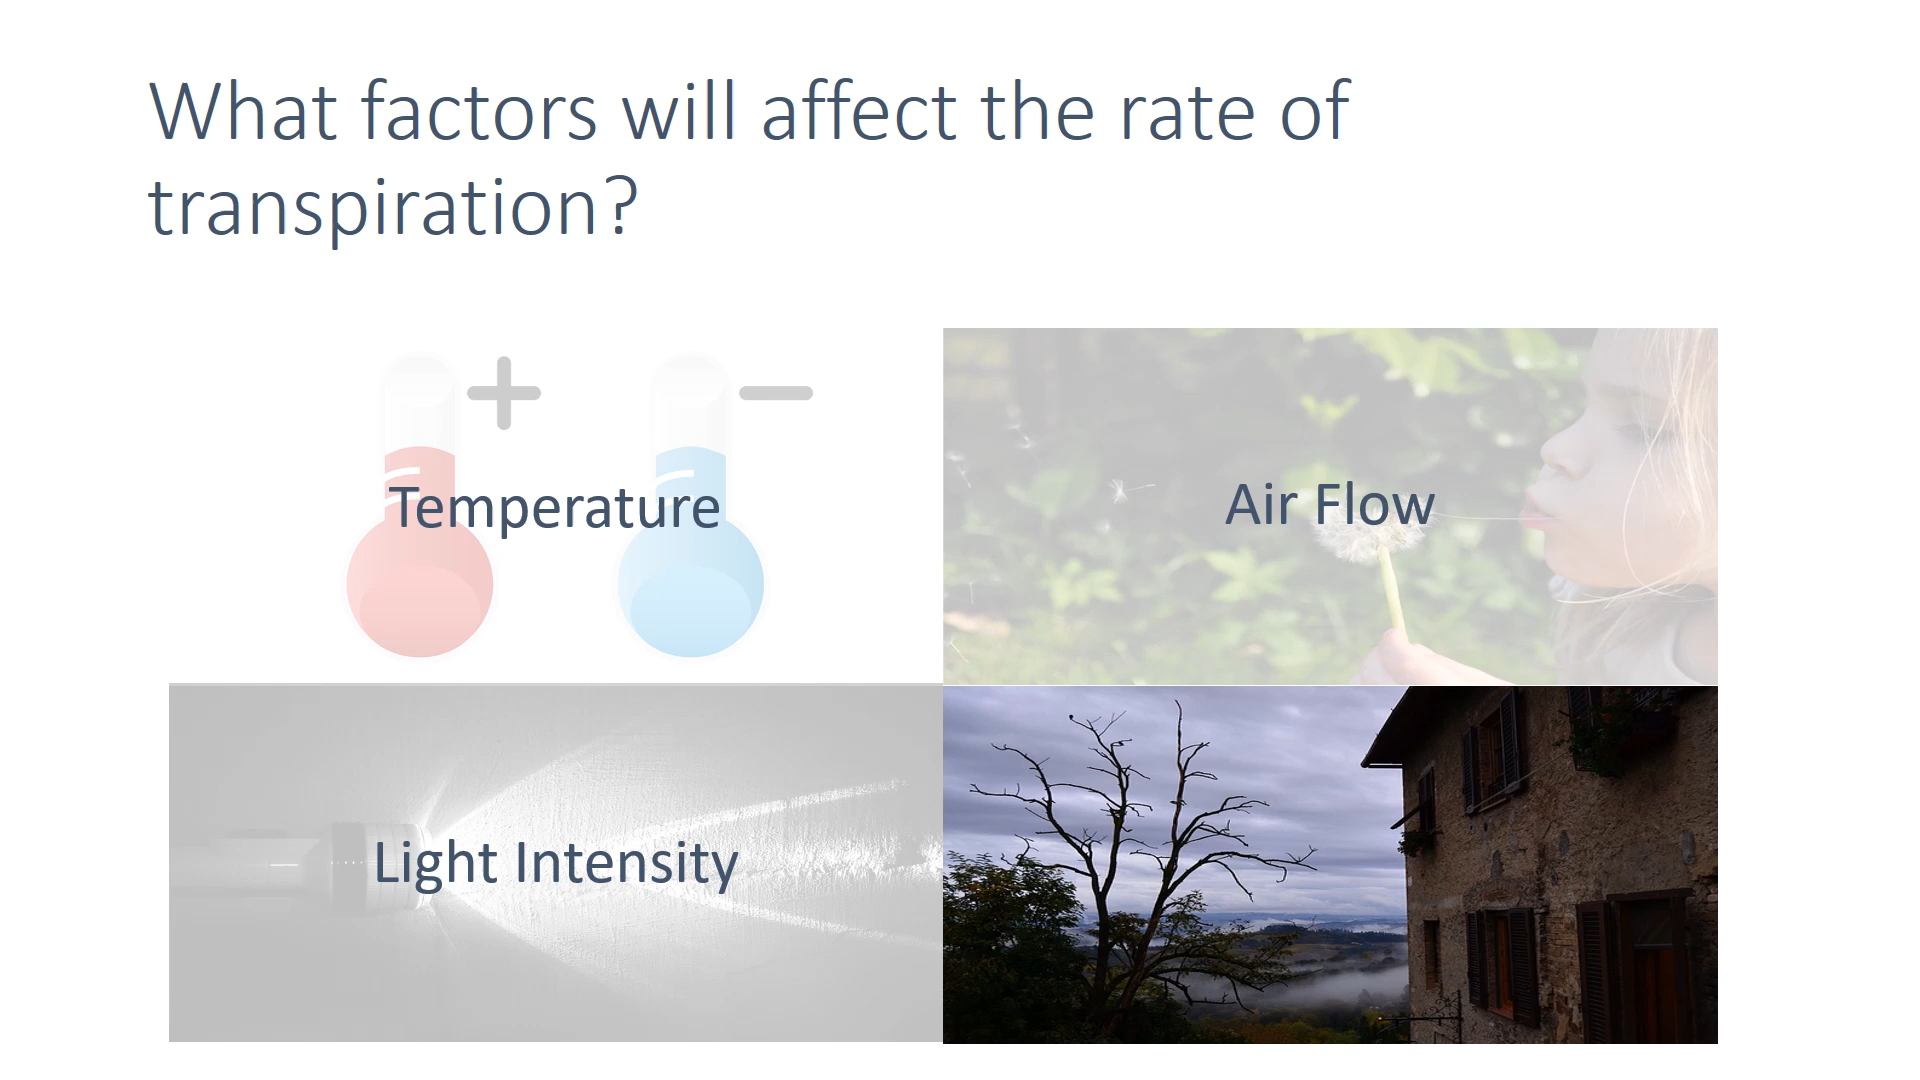 What factors will affect the rate of
transpiration?
Temperature
Air Flow
Light Intensity